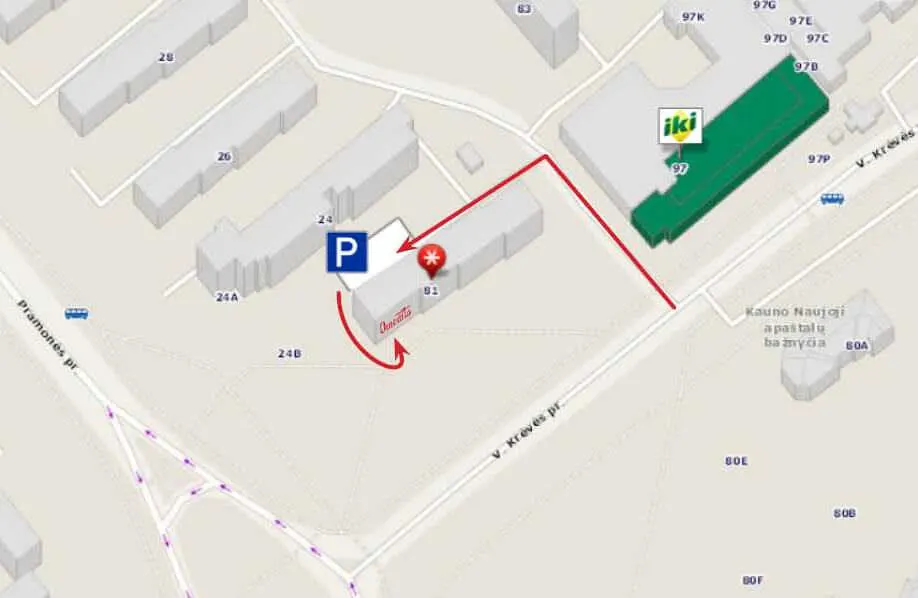 83
97G
97K
97E
97D
97C
28
97B
iki
26
97
97P
V. Krėvės
24
P
81
24A
Pramonės pr.
Kauno Naujoji
apaštalų
bažnyčia
80A
24B
V. Krėvės pr.
80E
80B
80F